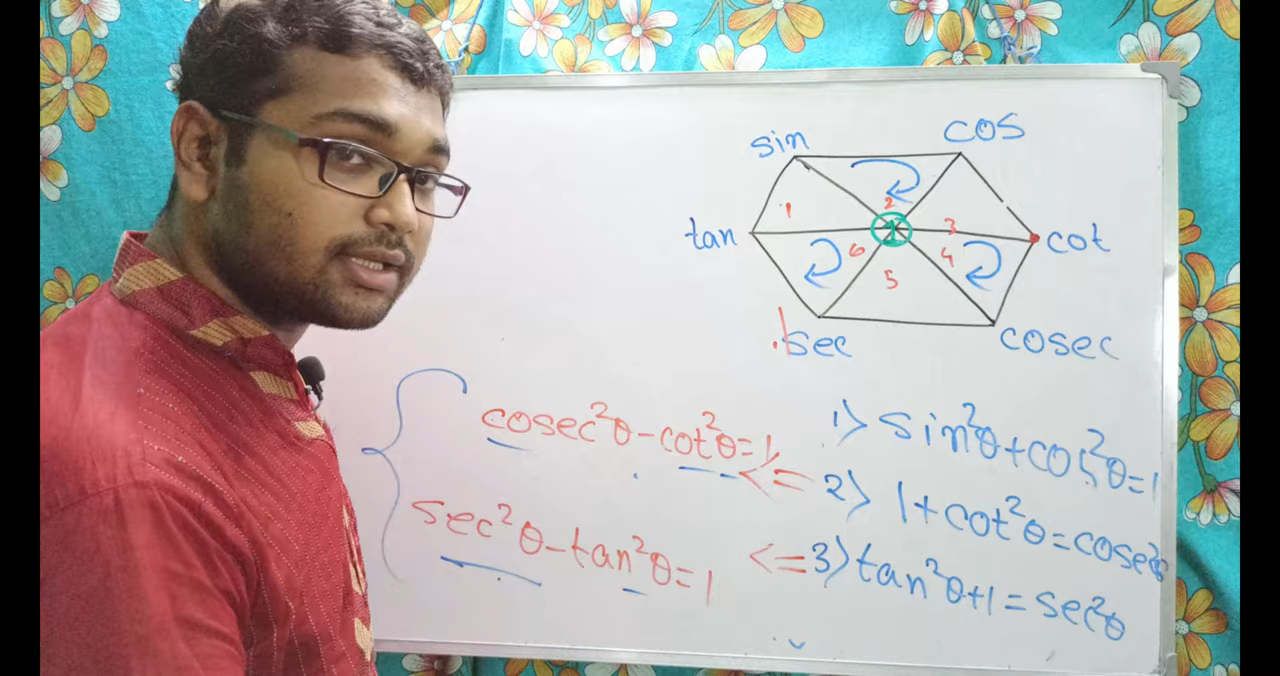 sin
cos
1
2
3
tan
1
cot
6
4
5
sec
cosec
cosec²θ-cot²θ=1
1) sin²θ+cos²θ=1
<= 2) 1+cot²θ=cosec²θ
sec²θ-tan²θ=1
<= 3) tan²θ+1=sec²θ